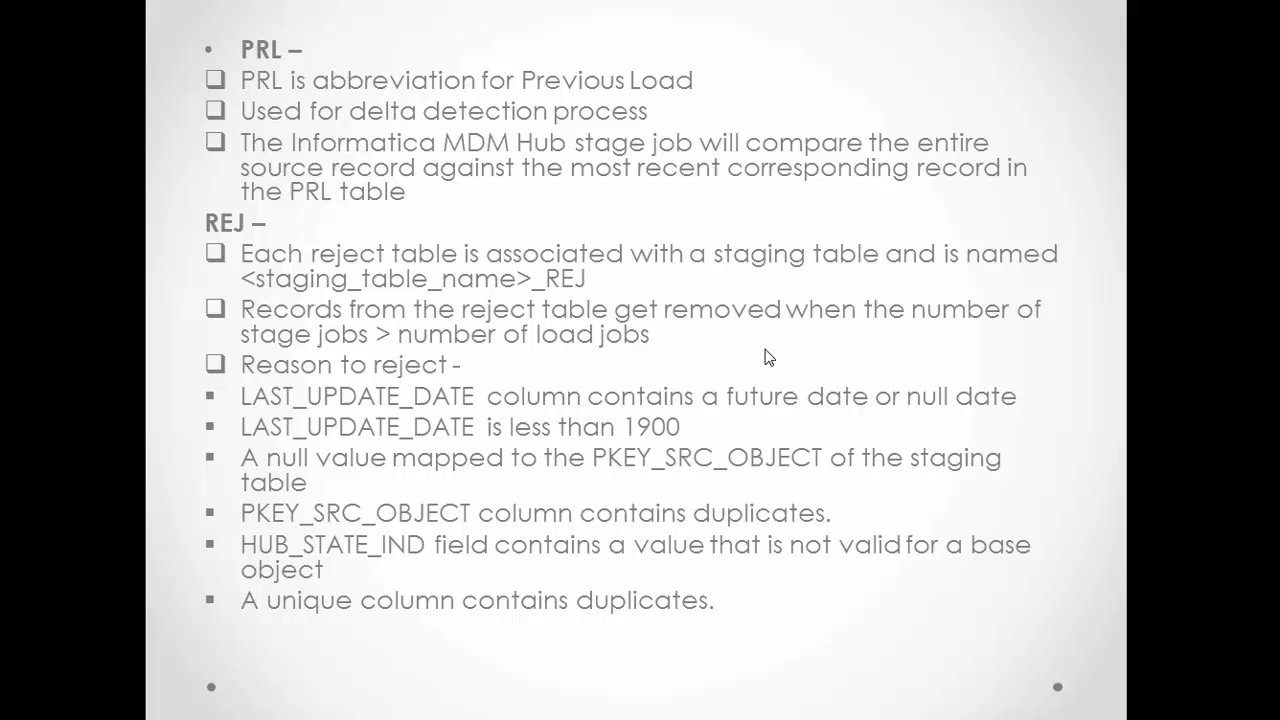 • PRL –
❑ PRL is abbreviation for Previous Load
❑ Used for delta detection process
❑ The Informatica MDM Hub stage job will compare the entire
source record against the most recent corresponding record in
the PRL table
REJ –
❑ Each reject table is associated with a staging table and is named
<staging_table_name>_REJ
❑ Records from the reject table get removed when the number of
stage jobs > number of load jobs
❑ Reason to reject -
▪ LAST_UPDATE_DATE column contains a future date or null date
▪ LAST_UPDATE_DATE is less than 1900
▪ A null value mapped to the PKEY_SRC_OBJECT of the staging
table
▪ PKEY_SRC_OBJECT column contains duplicates.
▪ HUB_STATE_IND field contains a value that is not valid for a base
object
▪ A unique column contains duplicates.